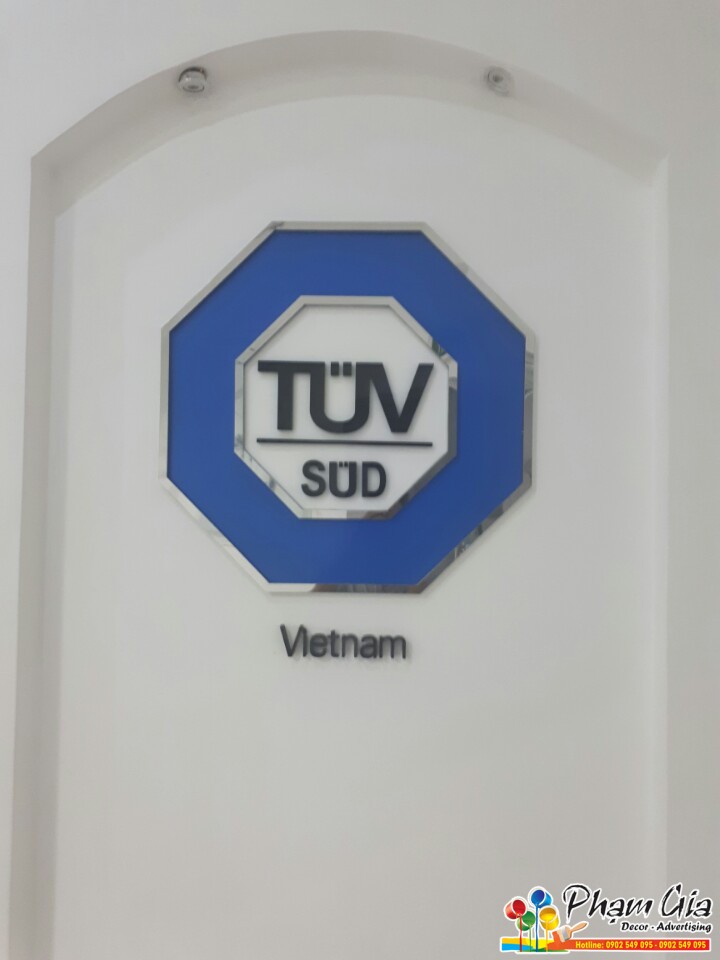 TÜV
SÜD
Vietnam
Phạm Gia
Decor - Advertising
Hotline: 0902 549 095 - 0902 549 095